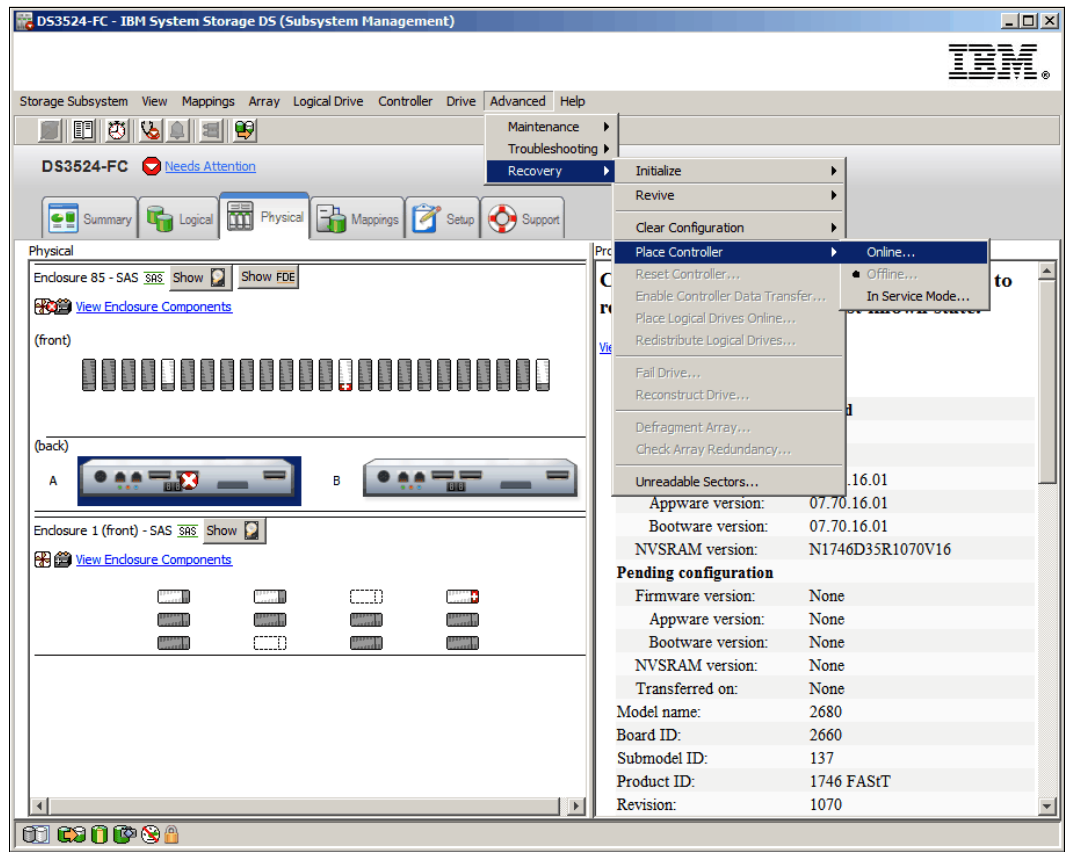 DS3524-FC - IBM System Storage DS (Subsystem Management)
IBM®
Storage Subsystem View Mappings Array Logical Drive Controller Drive Advanced Help
Maintenance
Troubleshooting
Recovery
DS3524-FC Needs Attention
Initialize
Revive
Clear Configuration
Place Controller
Reset Controller...
Enable Controller Data Transfer...
Place Logical Drives Online...
Redistribute Logical Drives...
Fail Drive...
Reconstruct Drive...
Defragment Array...
Check Array Redundancy...
Unreadable Sectors...
Online...
Offline...
In Service Mode...
Summary Logical Physical Mappings Setup Support
Physical
Enclosure 85 - SAS SAS Show Show FDE
View Enclosure Components
(front)
(back)
A B
Enclosure 1 (front) - SAS SAS Show
View Enclosure Components
to
.16.01
Appware version: 07.70.16.01
Bootware version: 07.70.16.01
NVSRAM version: N1746D35R1070V16
Pending configuration
Firmware version: None
Appware version: None
Bootware version: None
NVSRAM version: None
Transferred on: None
Model name: 2680
Board ID: 2660
Submodel ID: 137
Product ID: 1746 FAStT
Revision: 1070